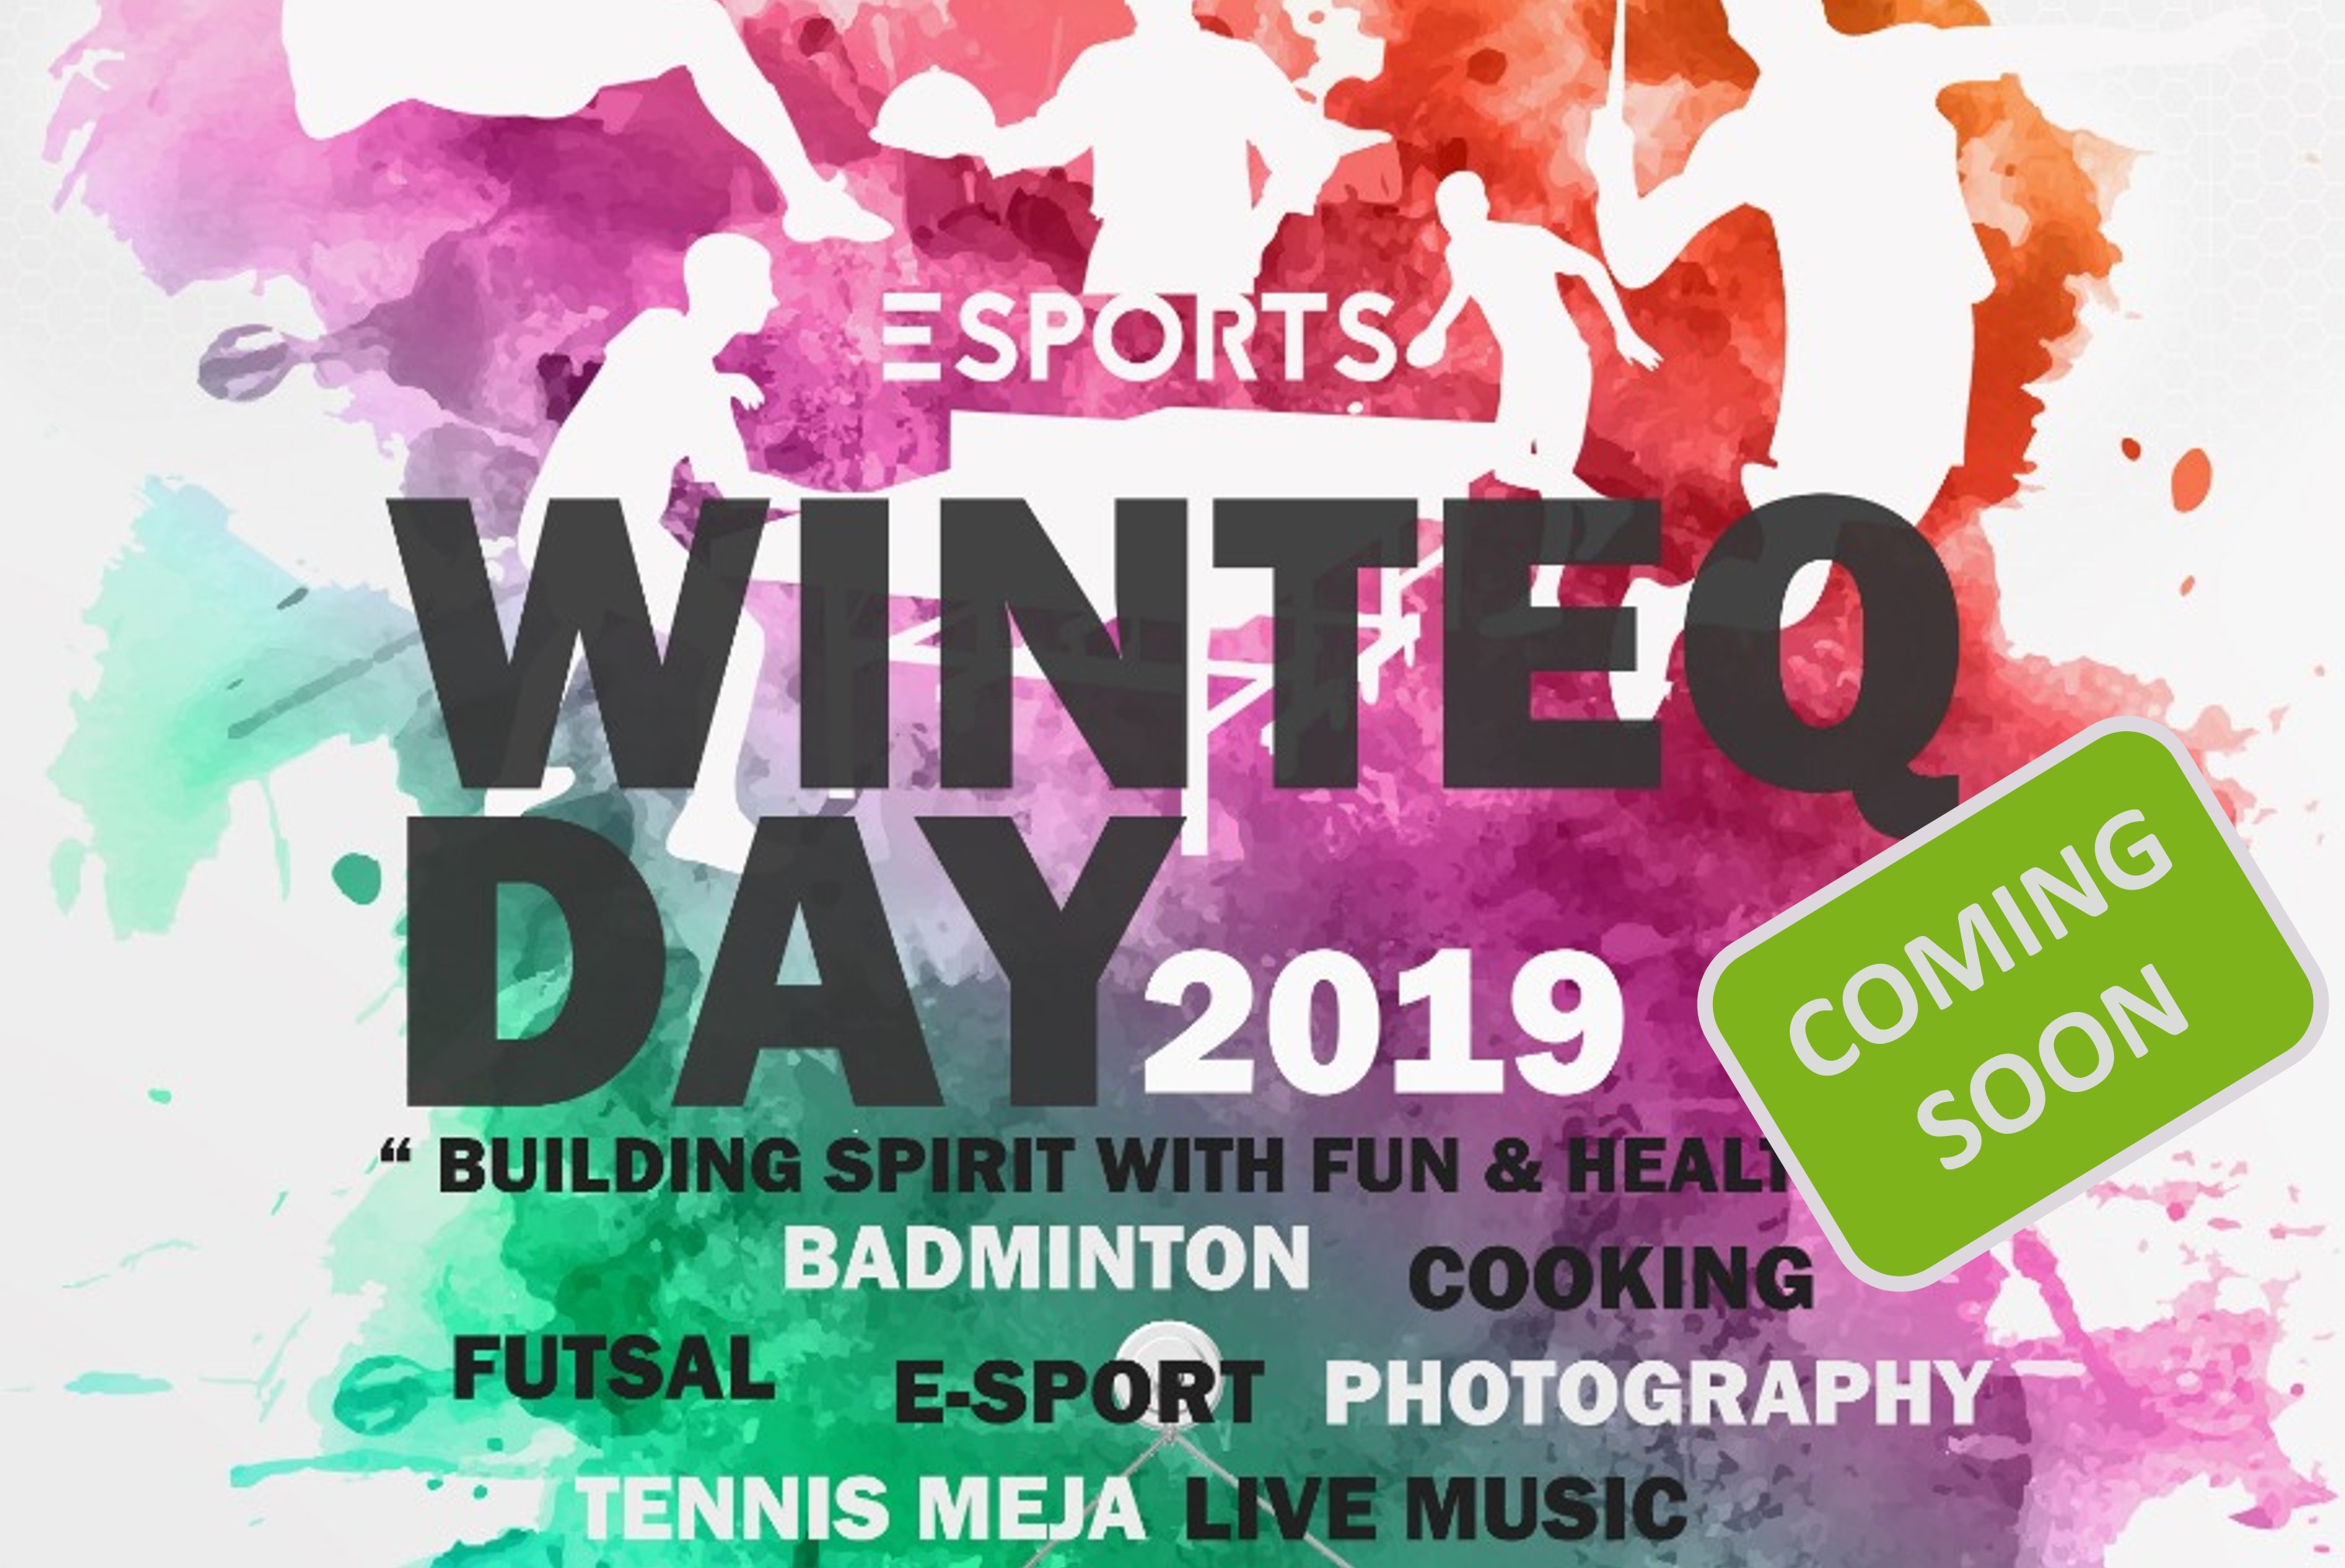 ESPORTS
WINTEQ
DAY 2019
“ BUILDING SPIRIT WITH FUN &
COMING
SOON
BADMINTON
COOKING
FUTSAL
E-SPORT
PHOTOGRAPHY
TENNIS MEJA
LIVE MUSIC